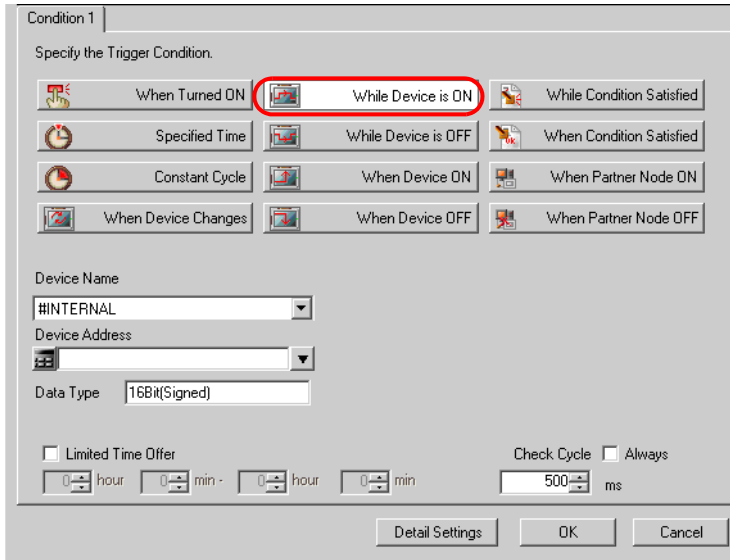 Condition 1
Specify the Trigger Condition.
When Turned ON While Device is ON While Condition Satisfied
Specified Time While Device is OFF When Condition Satisfied
Constant Cycle When Device ON When Partner Node ON
When Device Changes When Device OFF When Partner Node OFF
Device Name
#INTERNAL
Device Address
Data Type 16Bit(Signed)
Limited Time Offer Check Cycle Always
0 hour 0 min - 0 hour 0 min 500 ms
Detail Settings OK Cancel